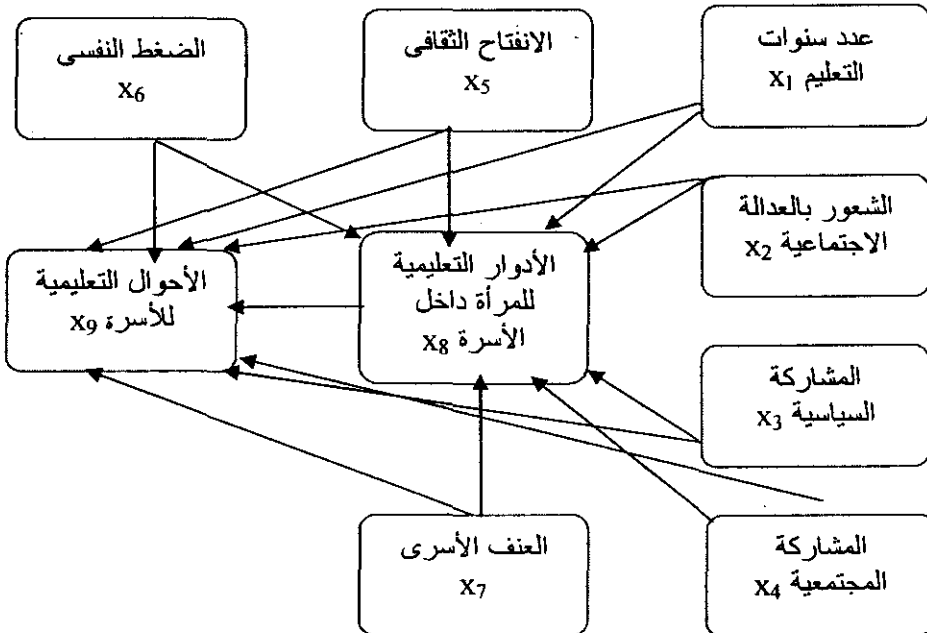 عدد سنوات
التعليم x1
الانفتاح الثقافى
x5
الضغط النفسى
x6
الشعور بالعدالة
الاجتماعية x2
الأدوار التعليمية
للمرأة داخل
الأسرة x8
الأحوال التعليمية
للأسرة x9
المشاركة
السياسية x3
المشاركة
المجتمعية x4
العنف الأسرى
x7